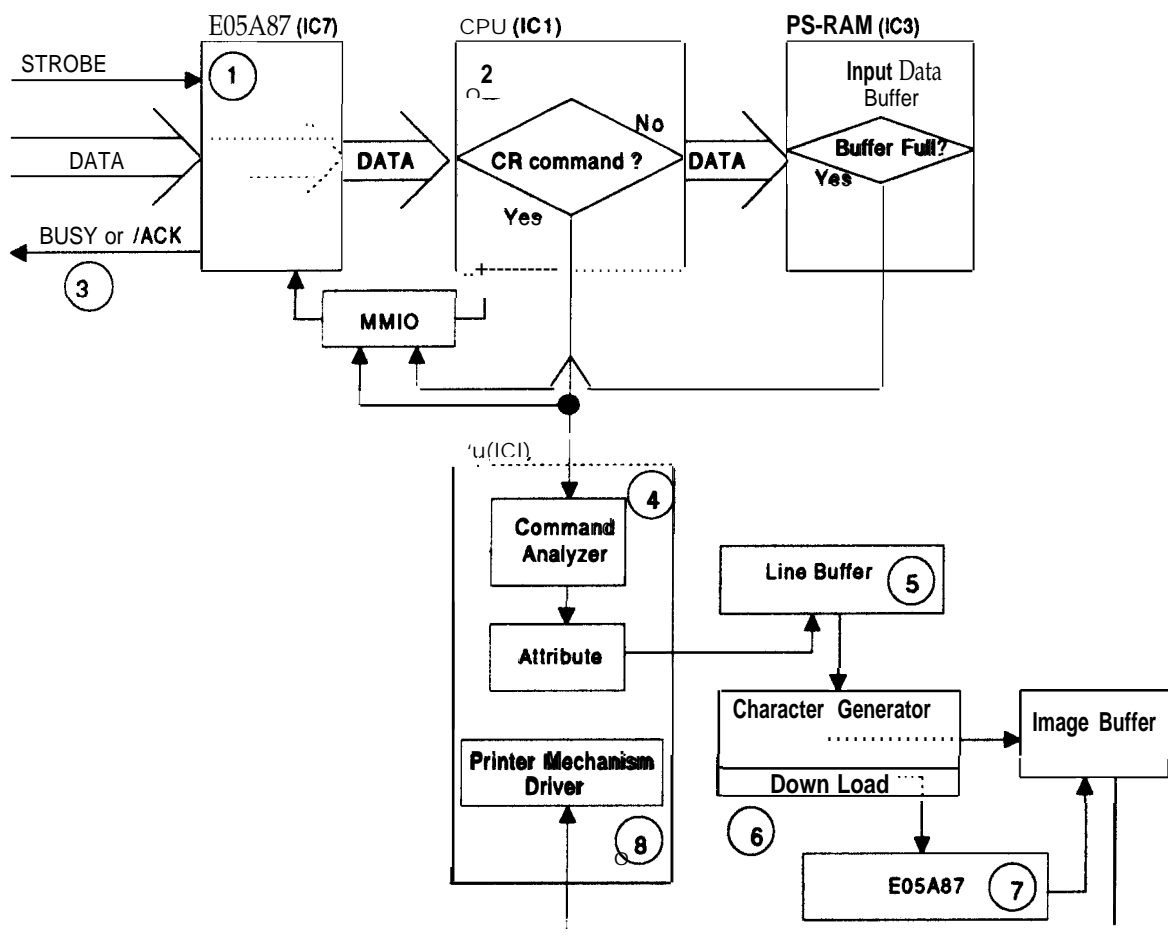 E05A87 (IC7)
CPU (IC1)
PS-RAM (IC3)
STROBE
1
2
Input Data
Buffer
No
DATA
DATA
CR command ?
DATA
Buffer Full?
Yes
Yes
BUSY or /ACK
3
MMIO
'u(ICI)
4
Command
Analyzer
Line Buffer
5
Attribute
Character Generator
Image Buffer
Printer Mechanism
Driver
Down Load
6
8
E05A87
7